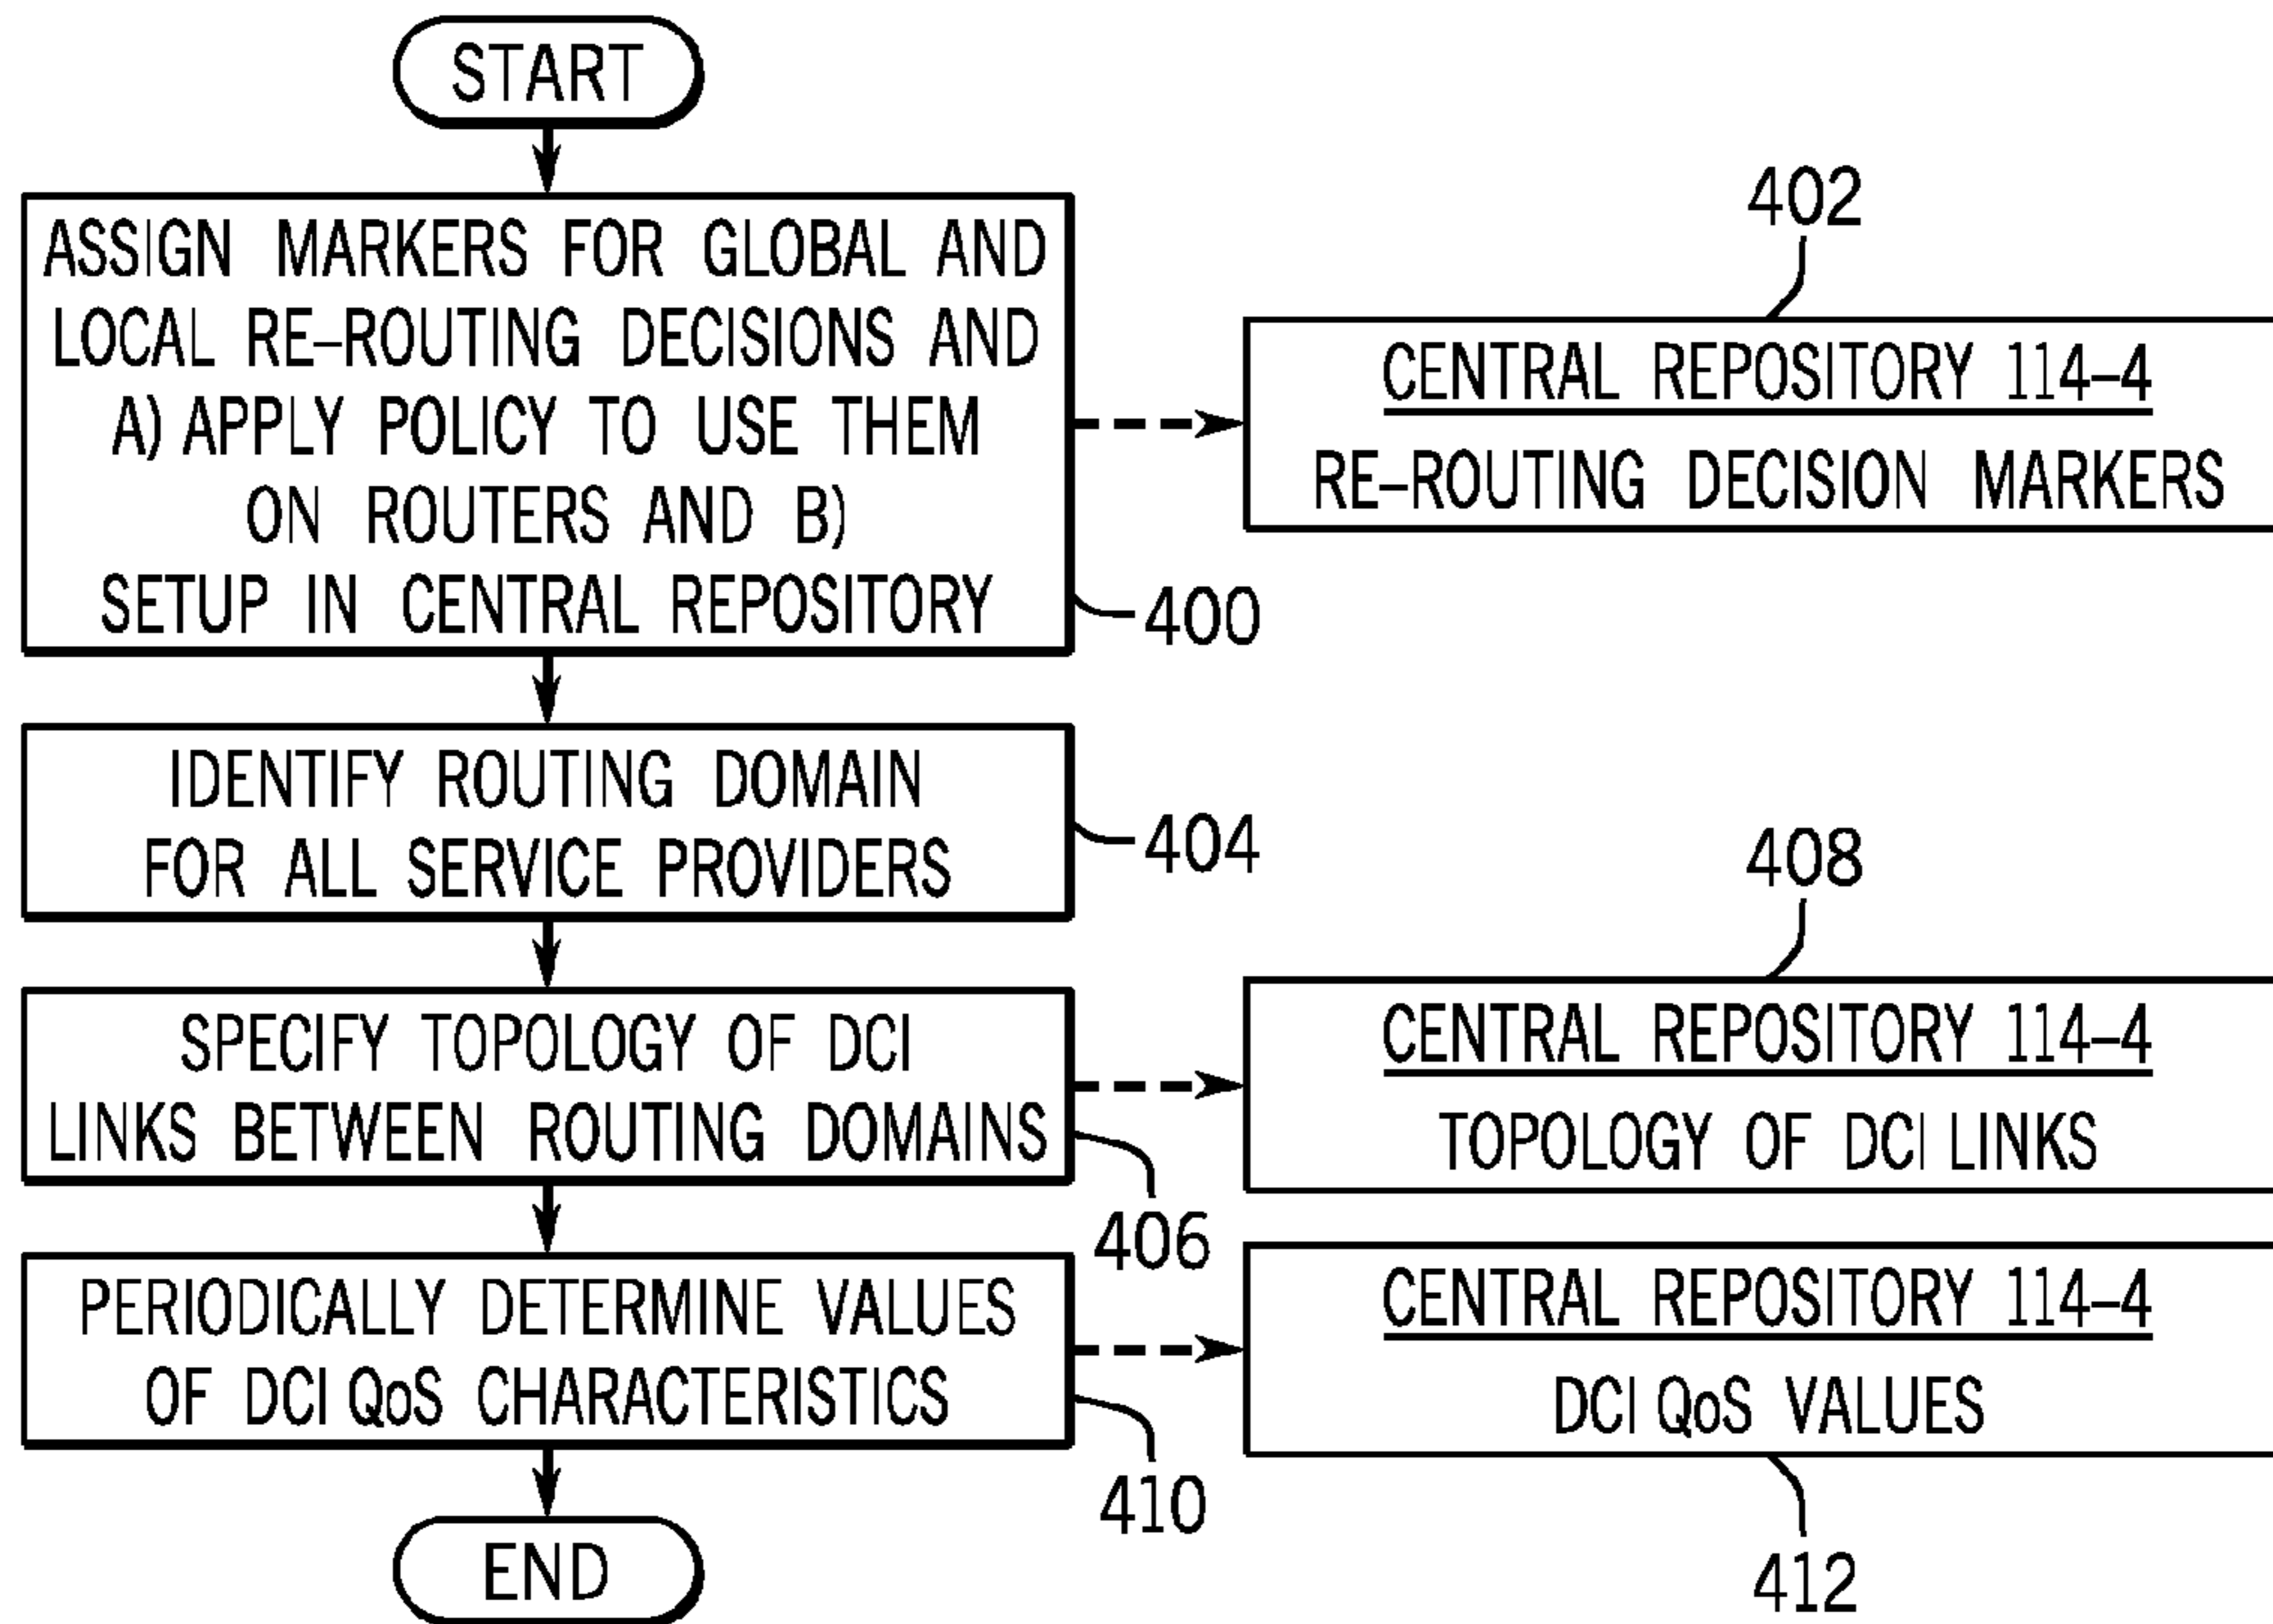 START
ASSIGN MARKERS FOR GLOBAL AND
LOCAL RE–ROUTING DECISIONS AND
A) APPLY POLICY TO USE THEM
ON ROUTERS AND B)
SETUP IN CENTRAL REPOSITORY
400
402
CENTRAL REPOSITORY 114–4
RE–ROUTING DECISION MARKERS
IDENTIFY ROUTING DOMAIN
FOR ALL SERVICE PROVIDERS
404
SPECIFY TOPOLOGY OF DCI
LINKS BETWEEN ROUTING DOMAINS
406
408
CENTRAL REPOSITORY 114–4
TOPOLOGY OF DCI LINKS
PERIODICALLY DETERMINE VALUES
OF DCI QoS CHARACTERISTICS
410
CENTRAL REPOSITORY 114–4
DCI QoS VALUES
412
END